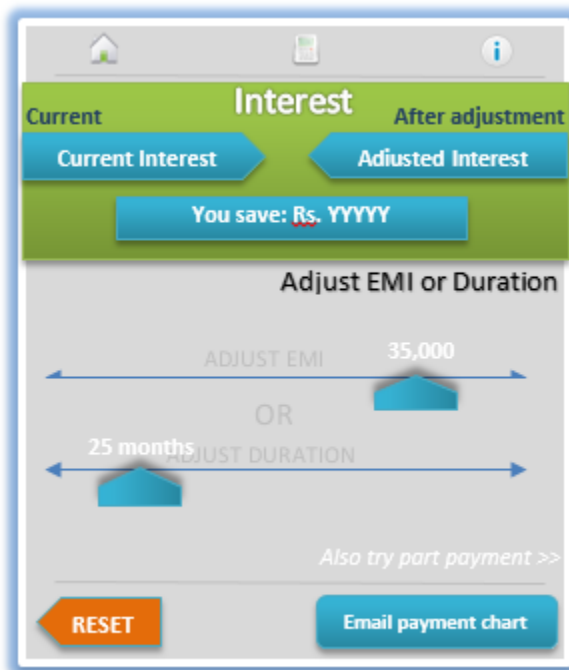 Interest
Current After adjustment
Current Interest Adjusted Interest
You save: Rs. YYYYY
Adjust EMI or Duration
35,000
ADJUST EMI
OR
25 months
ADJUST DURATION
Also try part payment >>
RESET Email payment chart